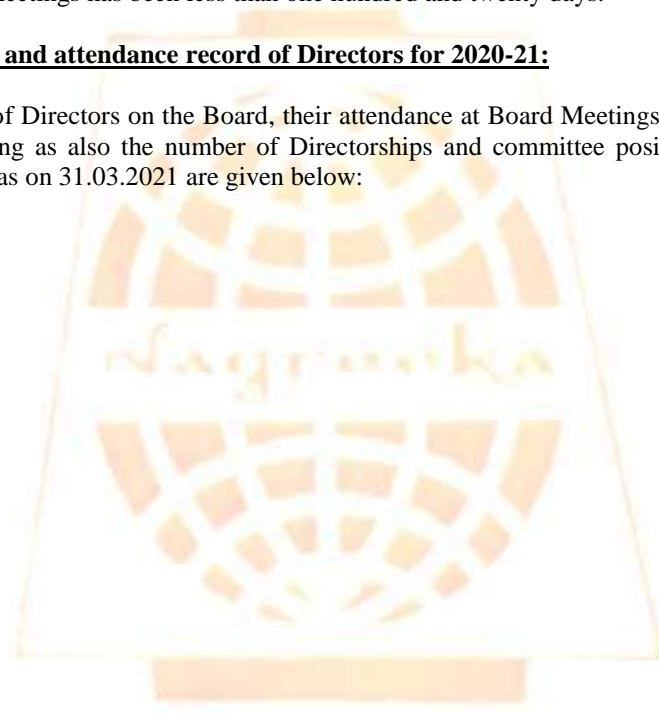 eetings has been less than one hundred and twenty days.
and attendance record of Directors for 2020-21:
of Directors on the Board, their attendance at Board Meetings
ng as also the number of Directorships and committee posi
as on 31.03.2021 are given below:
Nagreeka